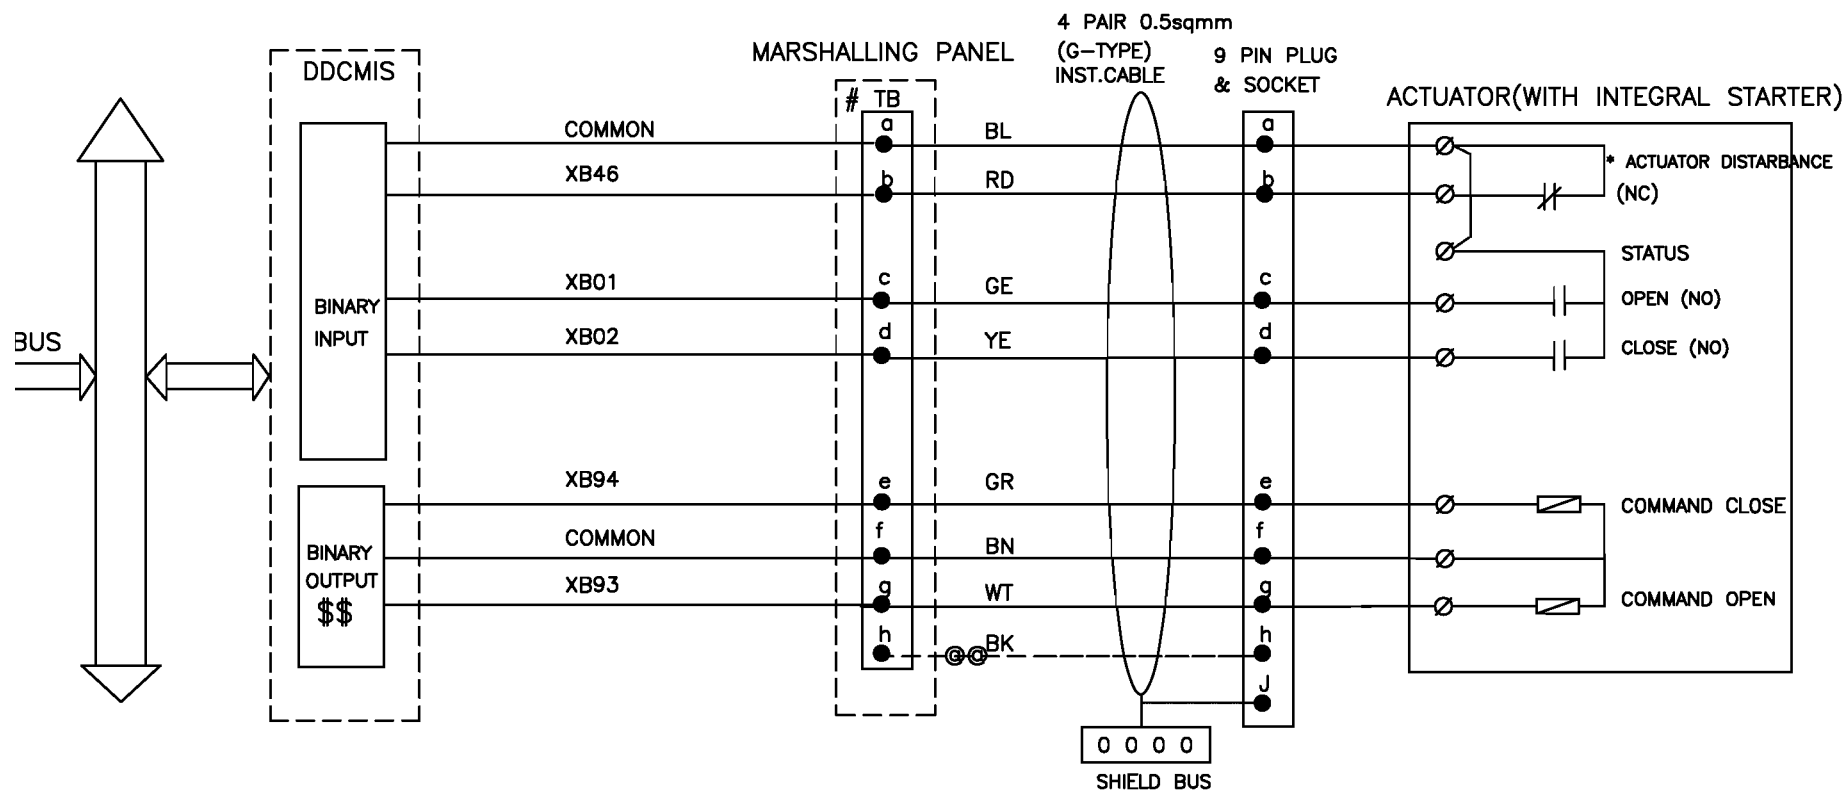 4 PAIR 0.5sqmm
(G-TYPE)
INST.CABLE
MARSHALLING PANEL
9 PIN PLUG
& SOCKET
DDCMIS
# TB
ACTUATOR(WITH INTEGRAL STARTER)
COMMON
a
BL
a
XB46
b
RD
b
* ACTUATOR DISTARBANCE
(NC)
STATUS
XB01
c
GE
c
OPEN (NO)
BINARY
INPUT
XB02
d
YE
d
CLOSE (NO)
BUS
XB94
e
GR
e
COMMAND CLOSE
COMMON
f
BN
f
BINARY
OUTPUT
$$
XB93
g
WT
g
COMMAND OPEN
h
BK
h
J
0 0 0 0
SHIELD BUS